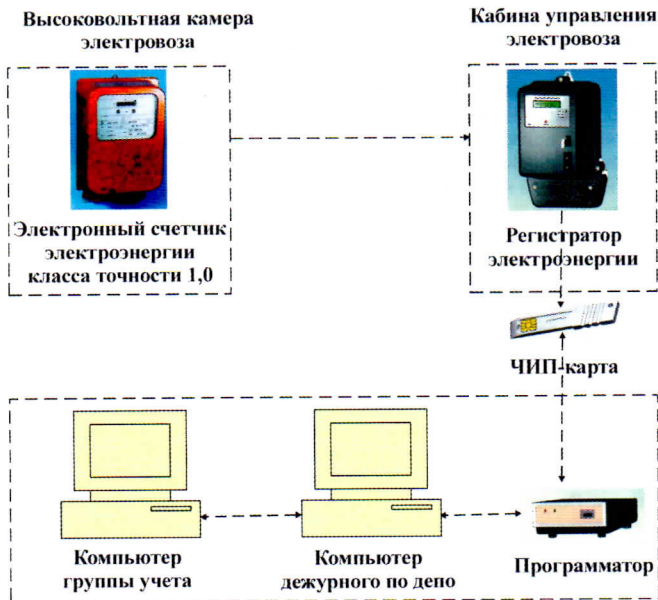 Высоковольтная камера
электровоза
Кабина управления
электровоза
Электронный счетчик
электроэнергии
класса точности 1,0
Регистратор
электроэнергии
ЧИП-карта
Компьютер
группы учета
Компьютер
дежурного по депо
Программатор